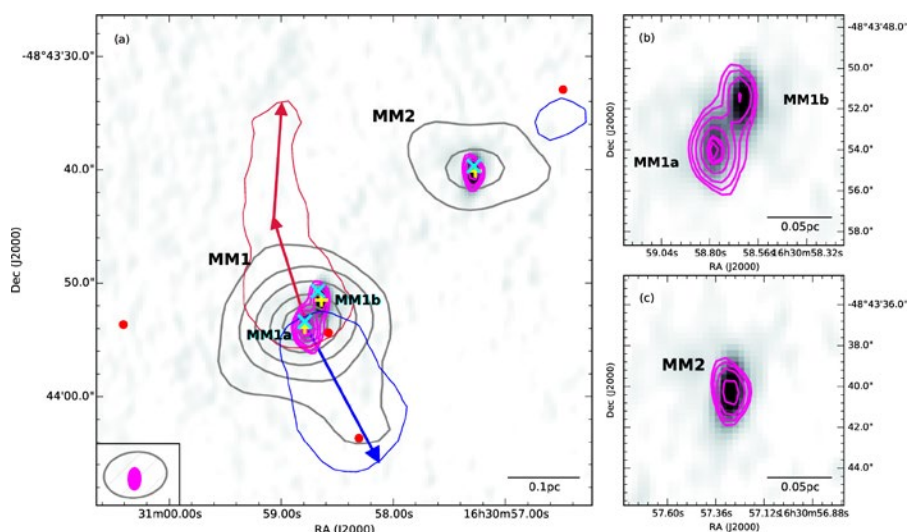 (a)
-48°43'30.0"
40.0"
50.0"
44'00.0"
Dec (J2000)
MM2
MM1
MM1b
MM1a
0.1pc
31m00.00s
59.00s
58.00s
16h30m57.00s
RA (J2000)
(b)
-48°43'48.0"
50.0"
52.0"
54.0"
56.0"
58.0"
Dec (J2000)
MM1b
MM1a
0.05pc
59.04s
58.80s
58.56s
16h30m58.32s
RA (J2000)
(c)
-48°43'36.0"
38.0"
40.0"
42.0"
44.0"
Dec (J2000)
MM2
0.05pc
57.60s
57.36s
57.12s
16h30m56.88s
RA (J2000)